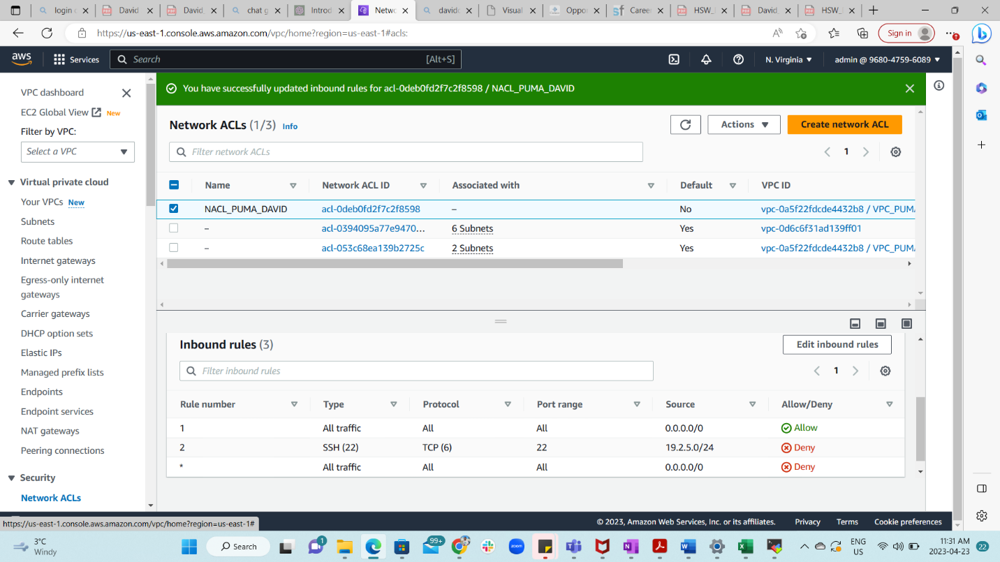 login c
David
David_
chat g
Introd
Netwo
davidc
Visual
Oppor
Career
HSW_
David_
HSW_
https://us-east-1.console.aws.amazon.com/vpc/home?region=us-east-1#acls:
Sign in
aws
Services
Search
[Alt+S]
N. Virginia
admin @ 9680-4759-6089
VPC dashboard
EC2 Global View New
Filter by VPC:
Select a VPC
Virtual private cloud
Your VPCs New
Subnets
Route tables
Internet gateways
Egress-only internet
gateways
Carrier gateways
DHCP option sets
Elastic IPs
Managed prefix lists
Endpoints
Endpoint services
NAT gateways
Peering connections
Security
Network ACLs
https://us-east-1.console.aws.amazon.com/vpc/home?region=us-east-1#
You have successfully updated inbound rules for acl-0deb0fd2f7c2f8598 / NACL_PUMA_DAVID
Network ACLs (1/3) Info
Actions
Create network ACL
Filter network ACLs
1
Name Network ACL ID Associated with Default VPC ID
NACL_PUMA_DAVID acl-0deb0fd2f7c2f8598 – No vpc-0a5f22fdcde4432b8 / VPC_PUMA
– acl-0394095a77e9470... 6 Subnets Yes vpc-0d6c6f31ad139ff01
– acl-053c68ea139b2725c 2 Subnets Yes vpc-0a5f22fdcde4432b8 / VPC_PUMA
Inbound rules (3)
Edit inbound rules
Filter inbound rules
1
Rule number Type Protocol Port range Source Allow/Deny
1 All traffic All All 0.0.0.0/0 Allow
2 SSH (22) TCP (6) 22 19.2.5.0/24 Deny
* All traffic All All 0.0.0.0/0 Deny
© 2023, Amazon Web Services, Inc. or its affiliates. Privacy Terms Cookie preferences
3°C
Windy
Search
1
99+
zoom
ENG
US
11:31 AM
2023-04-23
22